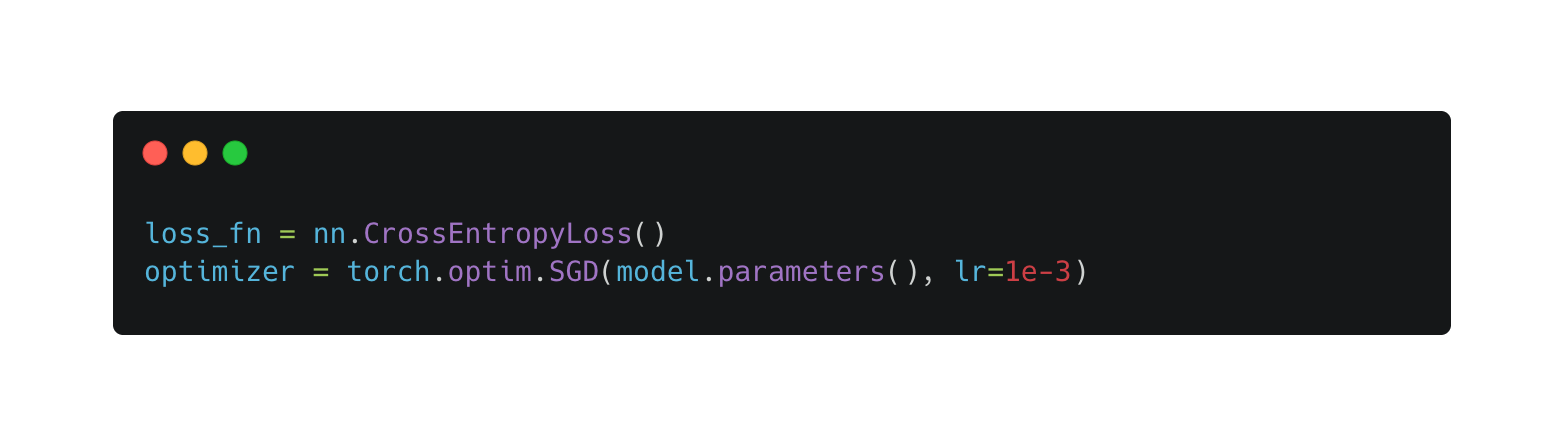 loss_fn = nn.CrossEntropyLoss()
optimizer = torch.optim.SGD(model.parameters(), lr=1e-3)